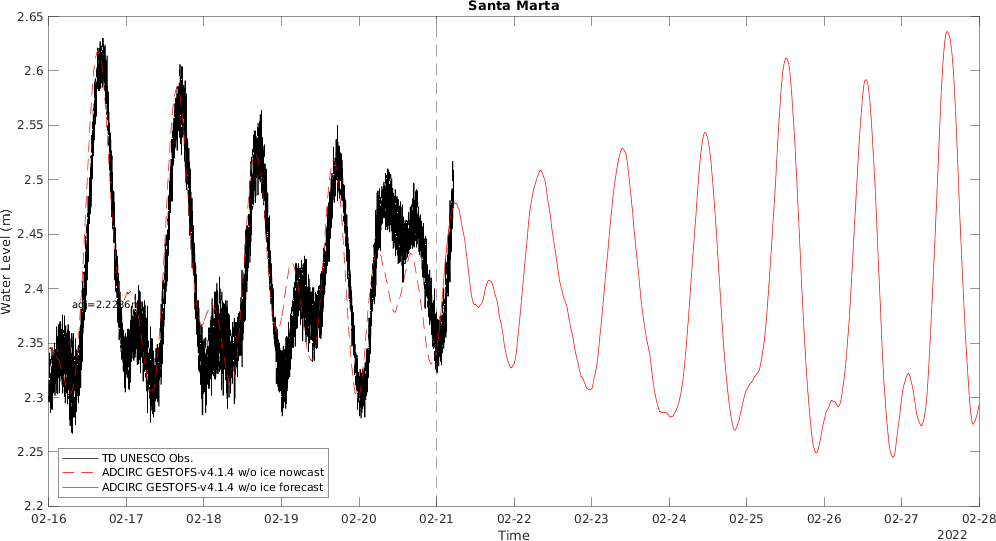 Santa Marta
2.65
2.6
2.55
2.5
2.45
2.4
2.35
2.3
2.25
2.2
Water Level (m)
TD UNESCO Obs.
ADCIRC GESTOFS-v4.1.4 w/o ice nowcast
ADCIRC GESTOFS-v4.1.4 w/o ice forecast
02-16 02-17 02-18 02-19 02-20 02-21 02-22 02-23 02-24 02-25 02-26 02-27 02-28
Time
2022